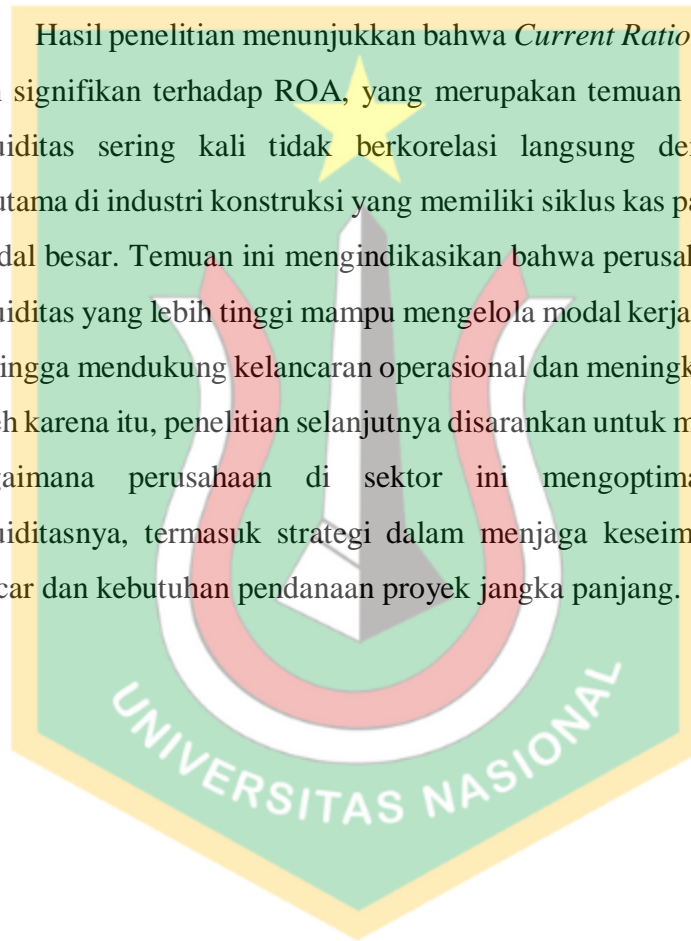 Hasil penelitian menunjukkan bahwa Current Ratio
signifikan terhadap ROA, yang merupakan temuan
uiditas sering kali tidak berkorelasi langsung de
utama di industri konstruksi yang memiliki siklus kas pa
dal besar. Temuan ini mengindikasikan bahwa perusah
uiditas yang lebih tinggi mampu mengelola modal kerja
ingga mendukung kelancaran operasional dan meningk
h karena itu, penelitian selanjutnya disarankan untuk m
gaimana perusahaan di sektor ini mengoptima
uiditasnya, termasuk strategi dalam menjaga keseim
car dan kebutuhan pendanaan proyek jangka panjang.
UNIVERSITAS NASIONAL